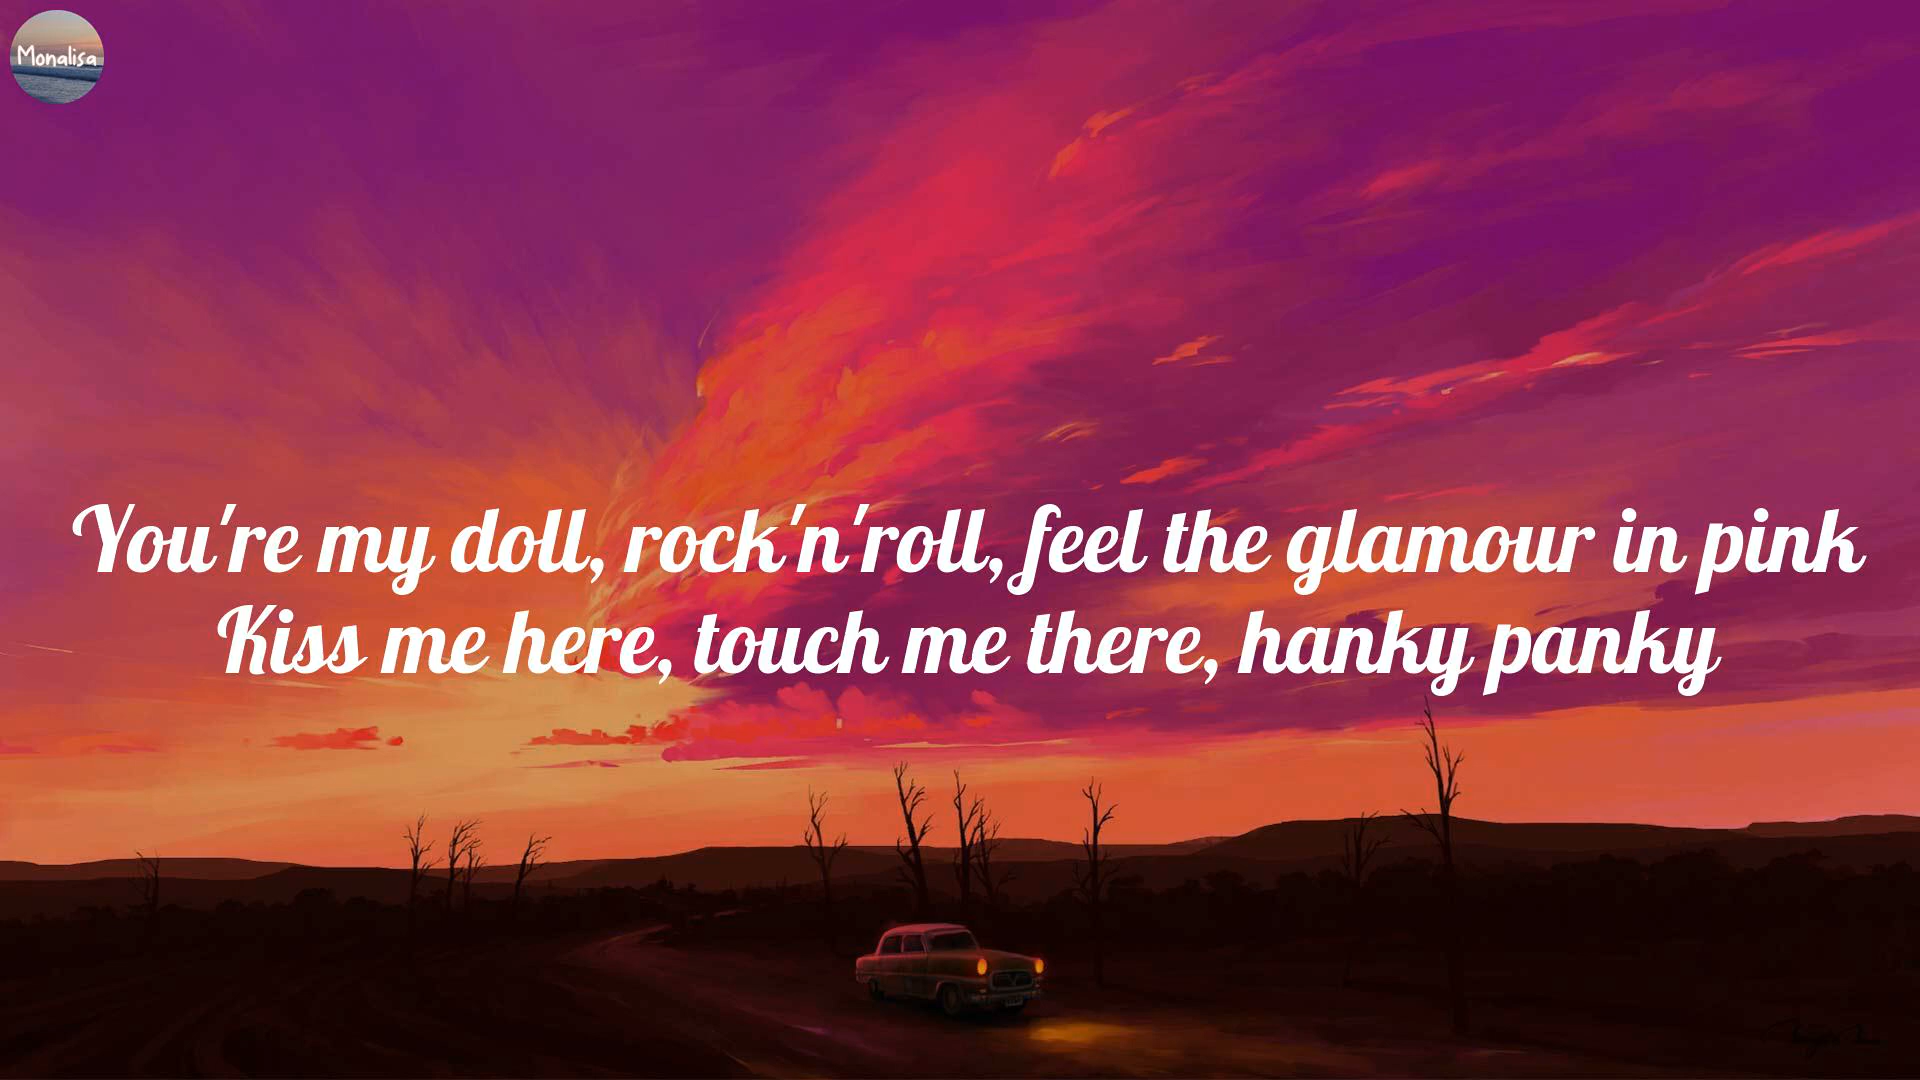 Monalisa
You're my doll, rock'n'roll, feel the glamour in pink
Kiss me here, touch me there, hanky panky